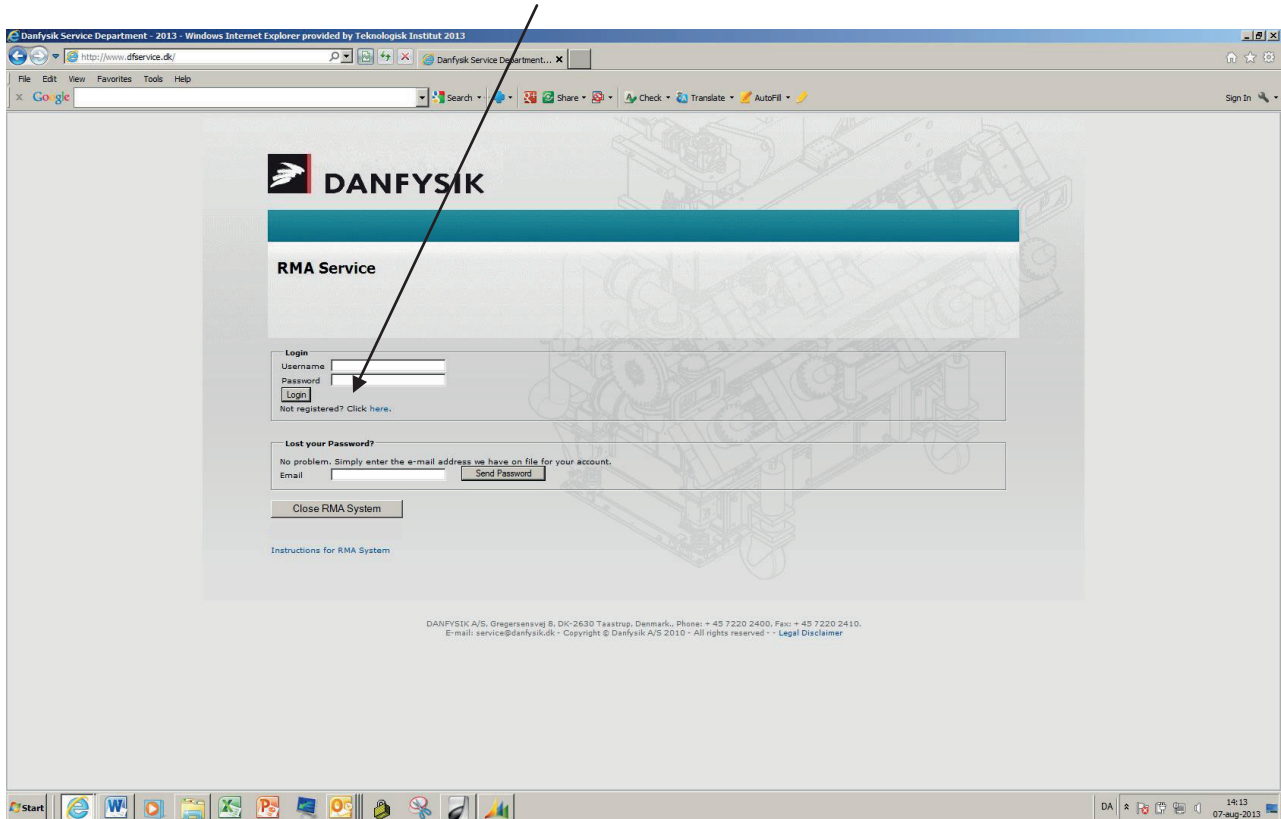 Danfysik Service Department - 2013 - Windows Internet Explorer provided by Teknologisk Institut 2013
http://www.dfservice.dk/
Danfysik Service Department...
File Edit View Favorites Tools Help
Google
Search Share Check Translate AutoFill Sign In
DANFYSIK
RMA Service
Login
Username
Password
Login
Not registered? Click here.
Lost your Password?
No problem. Simply enter the e-mail address we have on file for your account.
Email Send Password
Close RMA System
Instructions for RMA System
DANFYSIK A/S, Gregersensvej 8, DK-2630 Taastrup, Denmark., Phone: + 45 7220 2400, Fax: + 45 7220 2410.
E-mail: service@danfysik.dk - Copyright © Danfysik A/S 2010 - All rights reserved - - Legal Disclaimer
Start DA 14:13
07-aug-2013